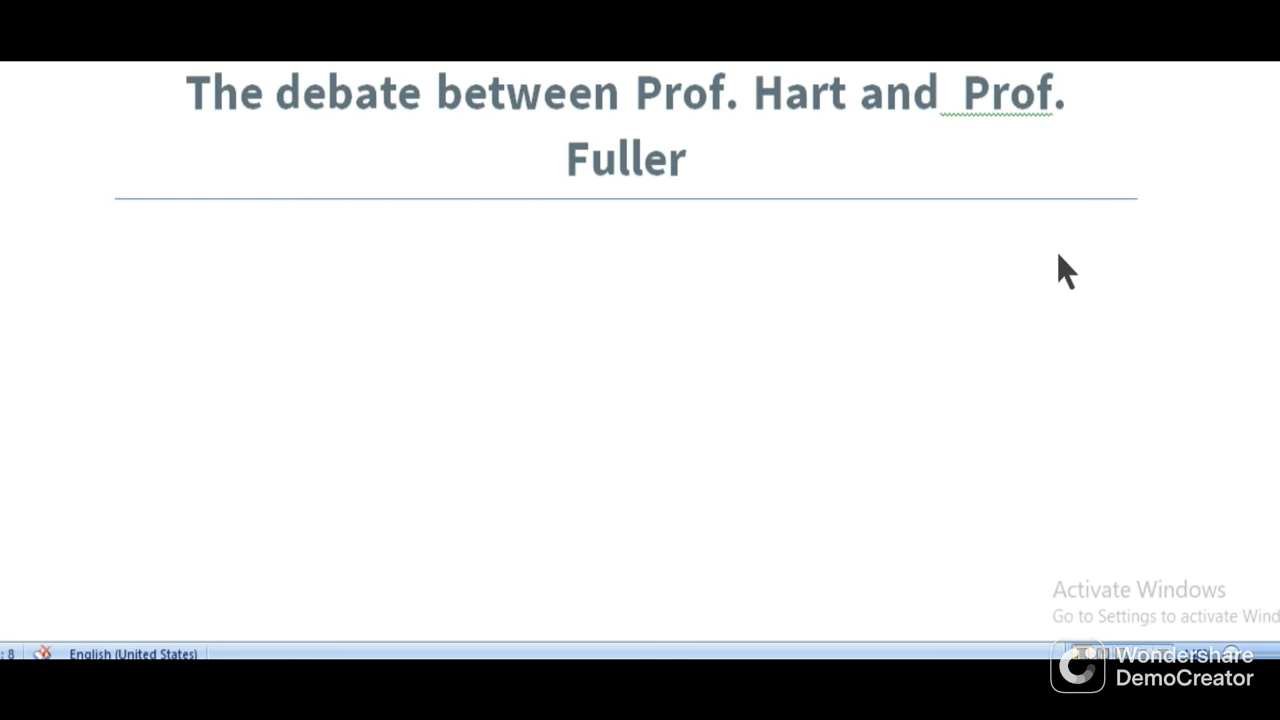 The debate between Prof. Hart and Prof.
Fuller
Activate Windows
Go to Settings to activate Wind
: 8 English (United States)
Wondershare
DemoCreator